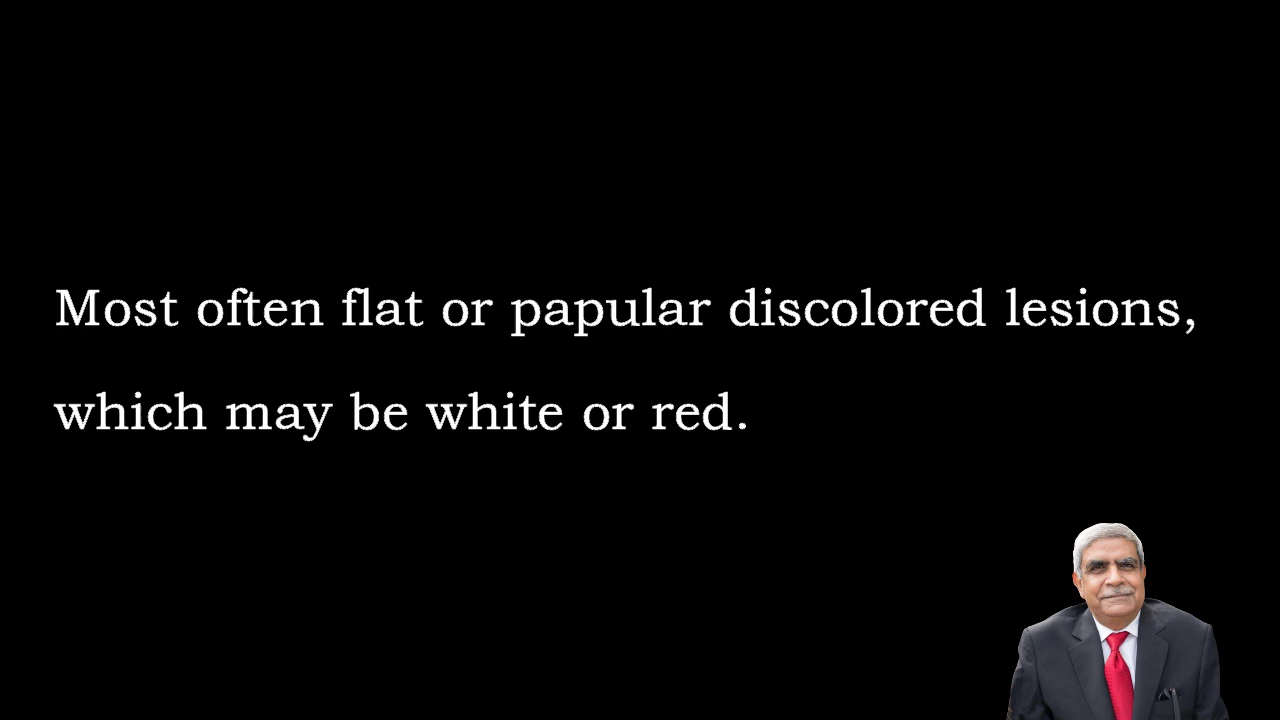 Most often flat or papular discolored lesions,
which may be white or red.